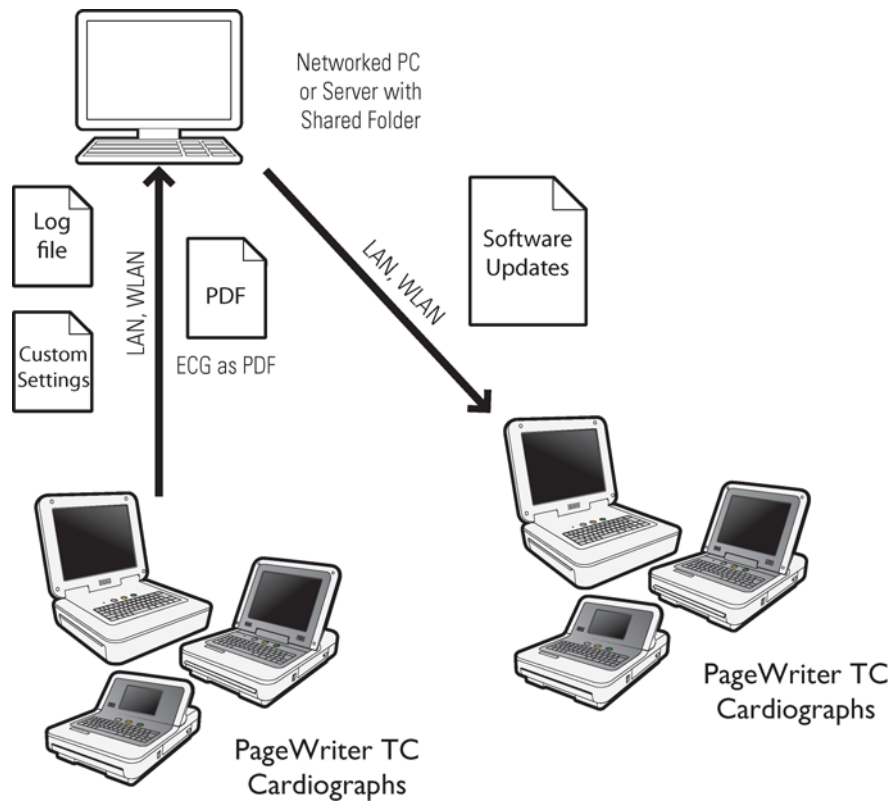 Networked PC
or Server with
Shared Folder
Log
file
LAN, WLAN
PDF
LAN, WLAN
Software
Updates
Custom
Settings
ECG as PDF
PageWriter TC
Cardiographs
PageWriter TC
Cardiographs